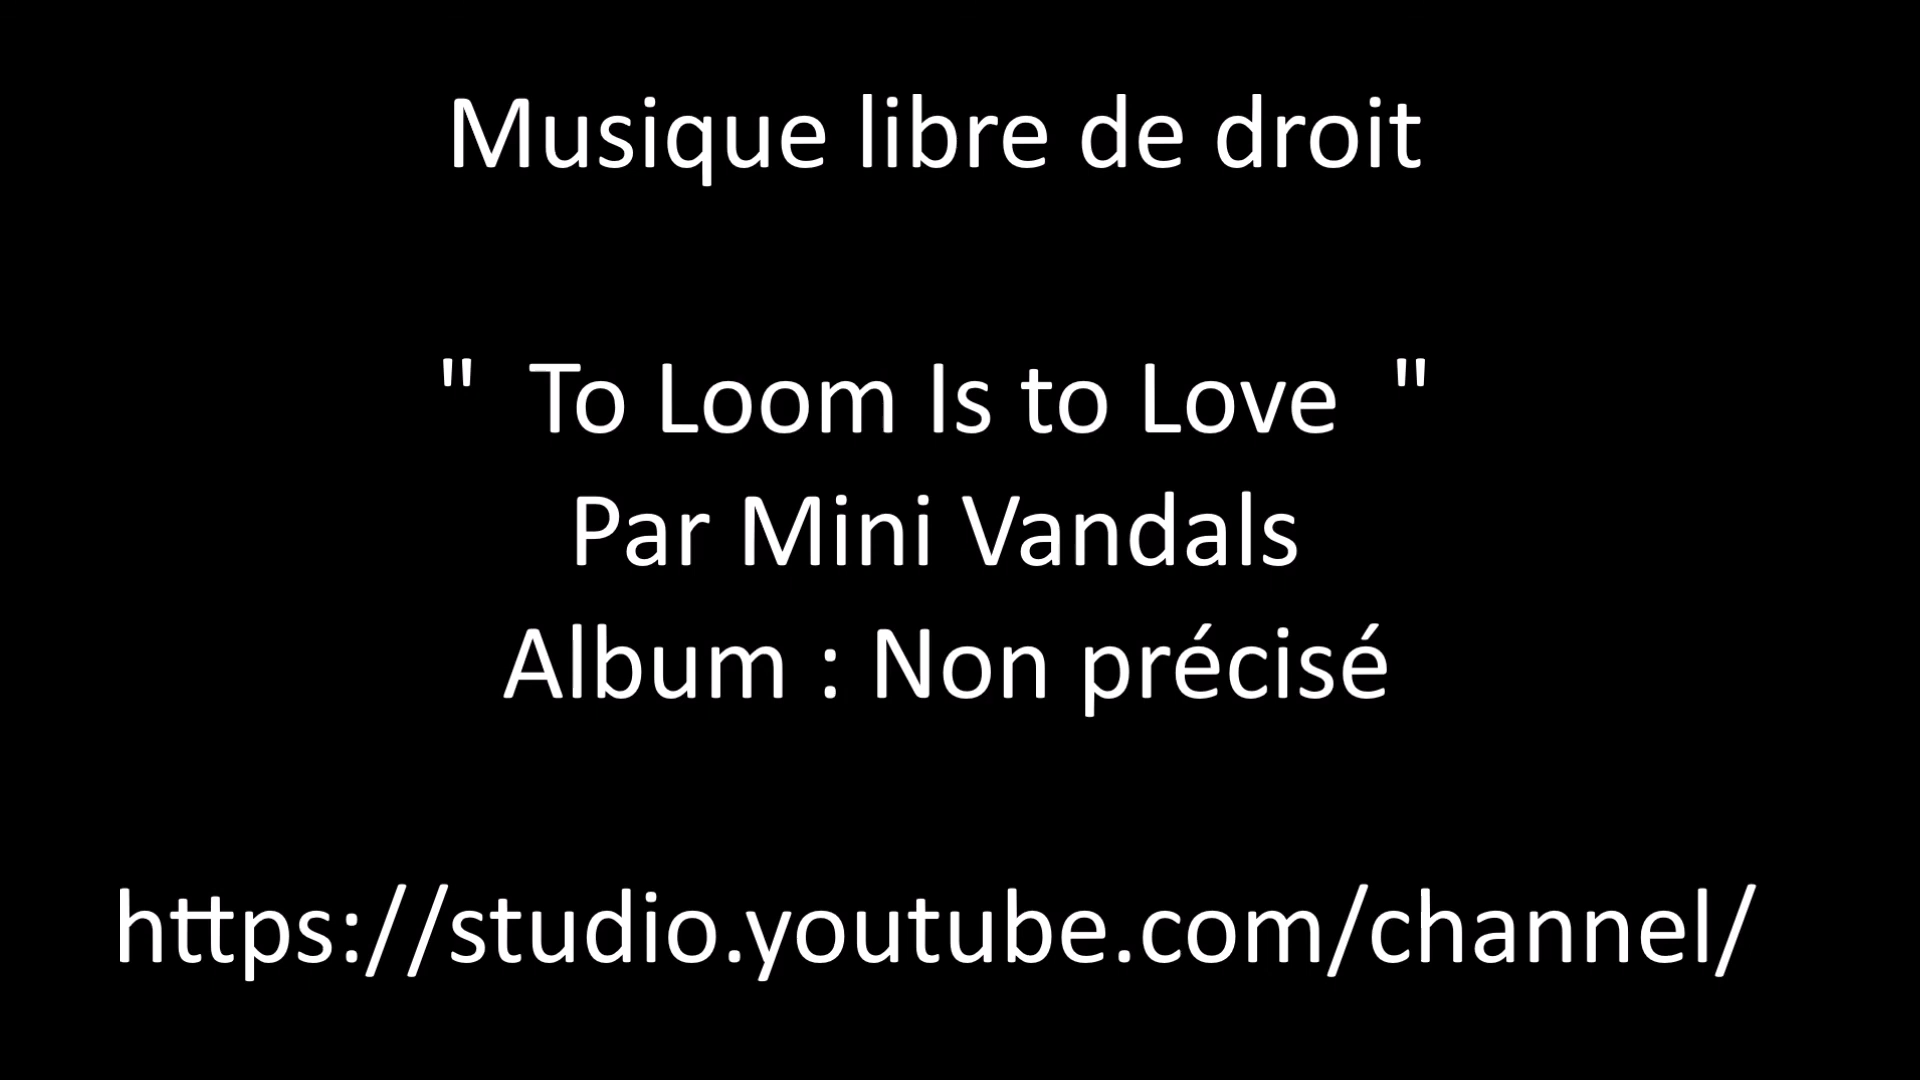 Musique libre de droit
" To Loom Is to Love "
Par Mini Vandals
Album : Non précisé
https://studio.youtube.com/channel/